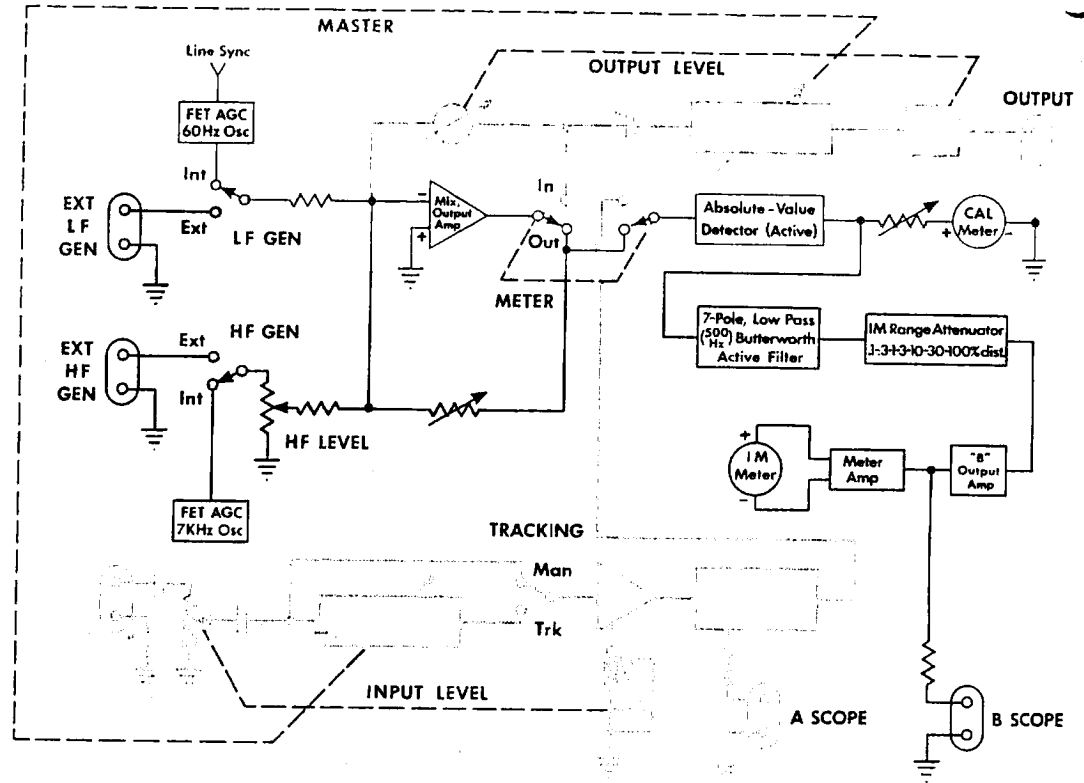 MASTER
Line Sync
FET AGC
60Hz Osc
OUTPUT LEVEL
OUTPUT
Int
EXT
LF
GEN
Ext
LF GEN
-
Mix,
Output
Amp
+
In
Out
METER
Absolute-Value
Detector (Active)
+
CAL
Meter
-
7-Pole, Low Pass
(500 Hz) Butterworth
Active Filter
IM Range Attenuator
.1-.3-1-3-10-30-100% dist.
HF GEN
EXT
HF
GEN
Ext
Int
HF LEVEL
FET AGC
7KHz Osc
+
IM
Meter
-
Meter
Amp
"B"
Output
Amp
TRACKING
Man
Trk
INPUT LEVEL
A SCOPE
B SCOPE